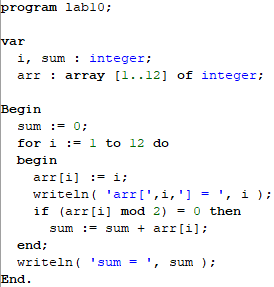 program lab10;
var
i, sum : integer;
arr : array [1..12] of integer;
Begin
sum := 0;
for i := 1 to 12 do
begin
arr[i] := i;
writeln( 'arr[',i,'] = ', i );
if (arr[i] mod 2) = 0 then
sum := sum + arr[i];
end;
writeln( 'sum = ', sum );
End.